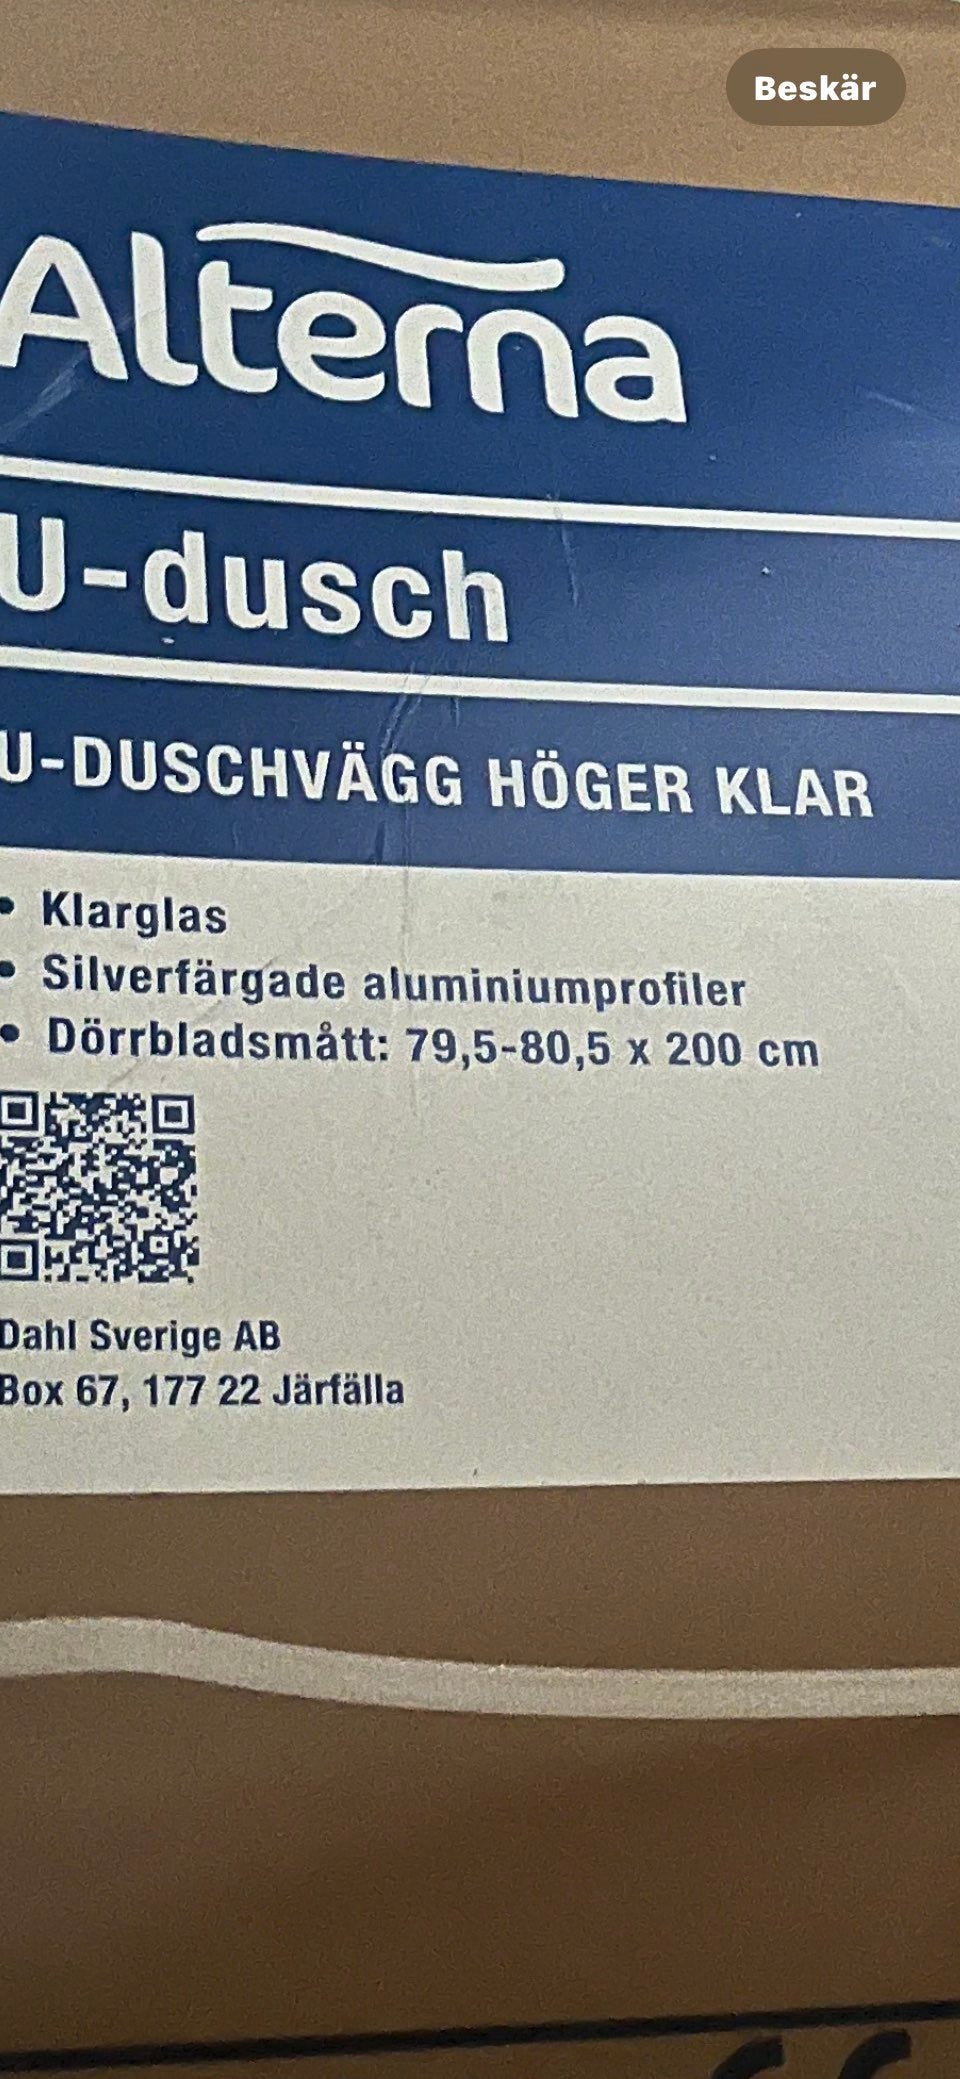 Beskär
Alterna
U-dusch
U-DUSCHVÄGG HÖGER KLAR
• Klarglas
• Silverfärgade aluminiumprofiler
• Dörrbladsmått: 79,5-80,5 x 200 cm
Dahl Sverige AB
Box 67, 177 22 Järfälla